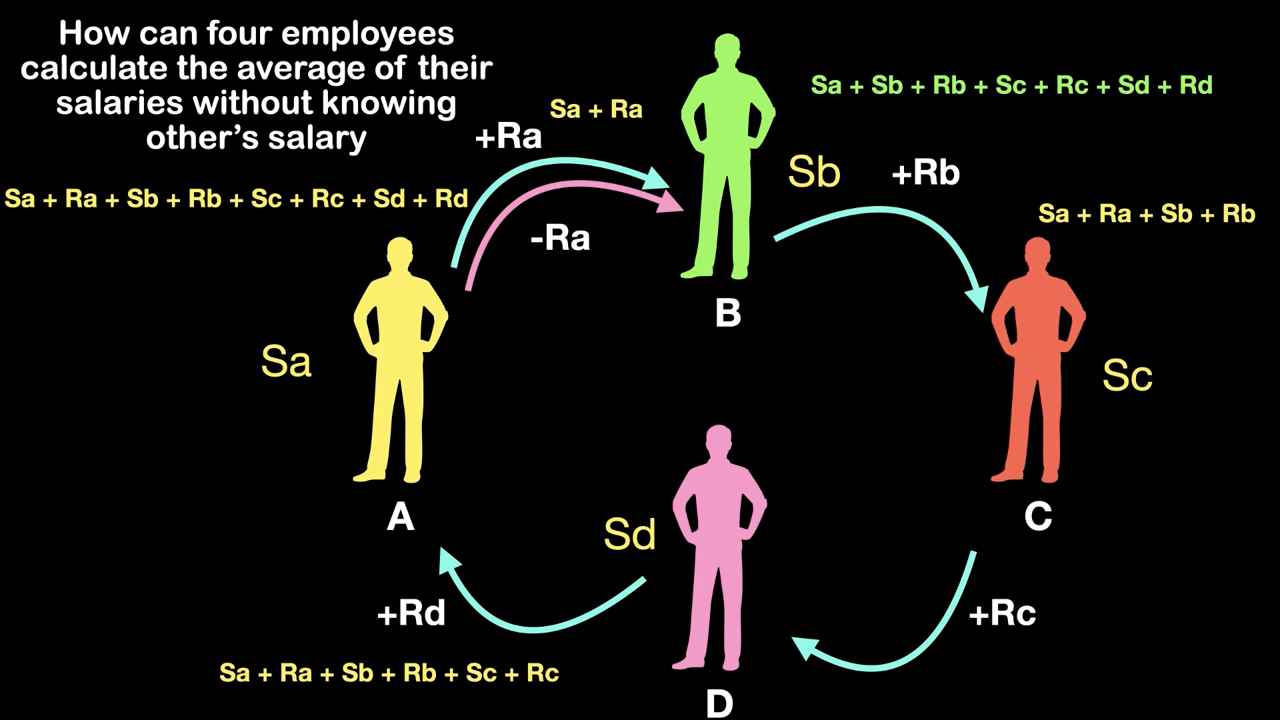 How can four employees
calculate the average of their
salaries without knowing
other's salary
Sa + Sb + Rb + Sc + Rc + Sd + Rd
Sa + Ra
+Ra
Sb
+Rb
Sa + Ra + Sb + Rb + Sc + Rc + Sd + Rd
Sa + Ra + Sb + Rb
-Ra
B
Sa
Sc
A
C
Sd
+Rd
+Rc
Sa + Ra + Sb + Rb + Sc + Rc
D